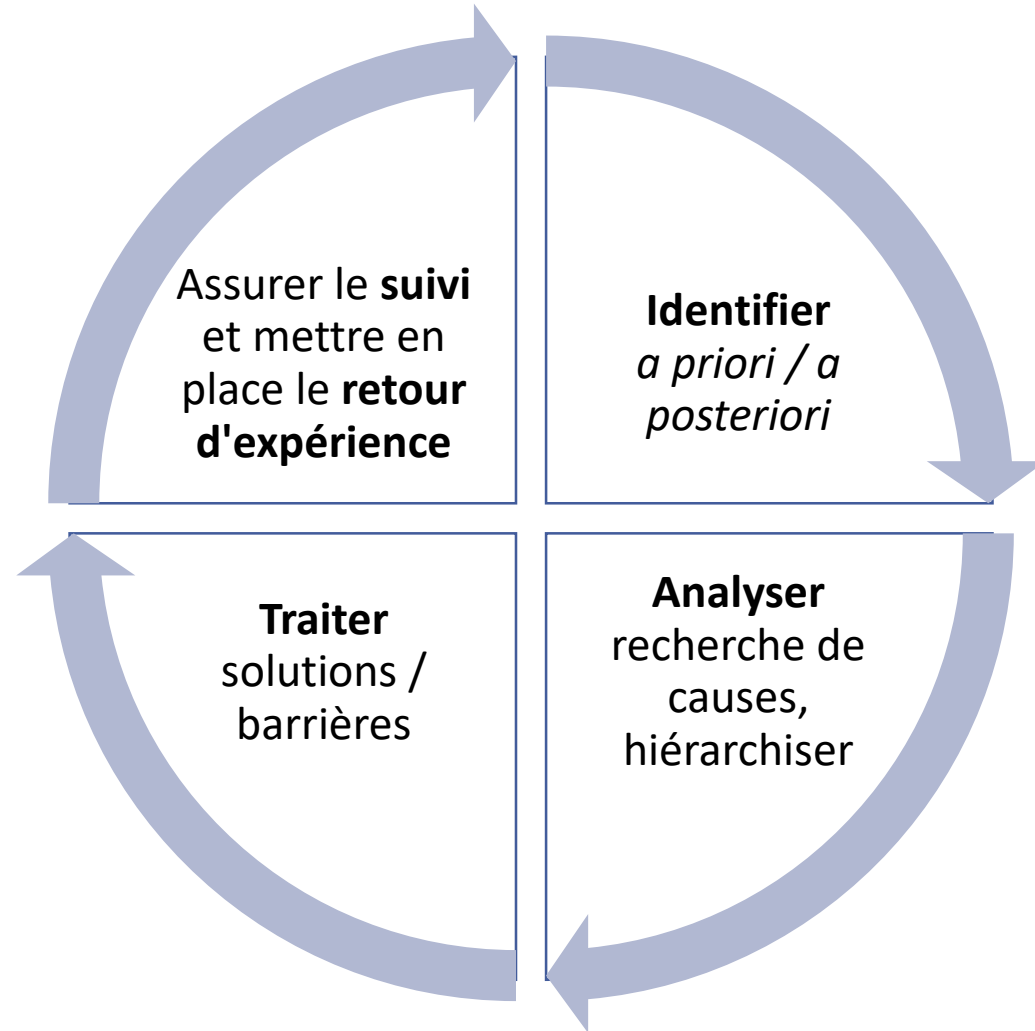 Assurer le suivi
et mettre en
place le retour
d'expérience
Identifier
a priori / a
posteriori
Traiter
solutions /
barrières
Analyser
recherche de
causes,
hiérarchiser